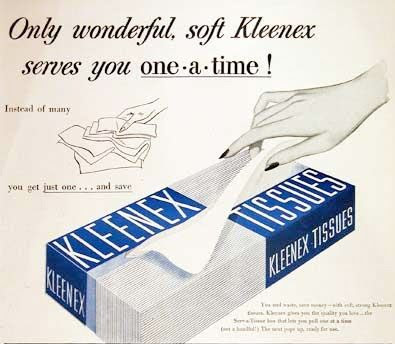 Only wonderful, soft Kleenex
serves you one·a·time!
Instead of many
you get just one . . . and save
KLEENEX
TISSUES
KLEENEX
KLEENEX TISSUES
You end waste, save money—with soft, strong Kleenex
tissues. Kleenex gives you the quality you love...the
Serv-a-Tissue box that lets you pull one at a time
(not a handful!) The next pops up, ready for use.